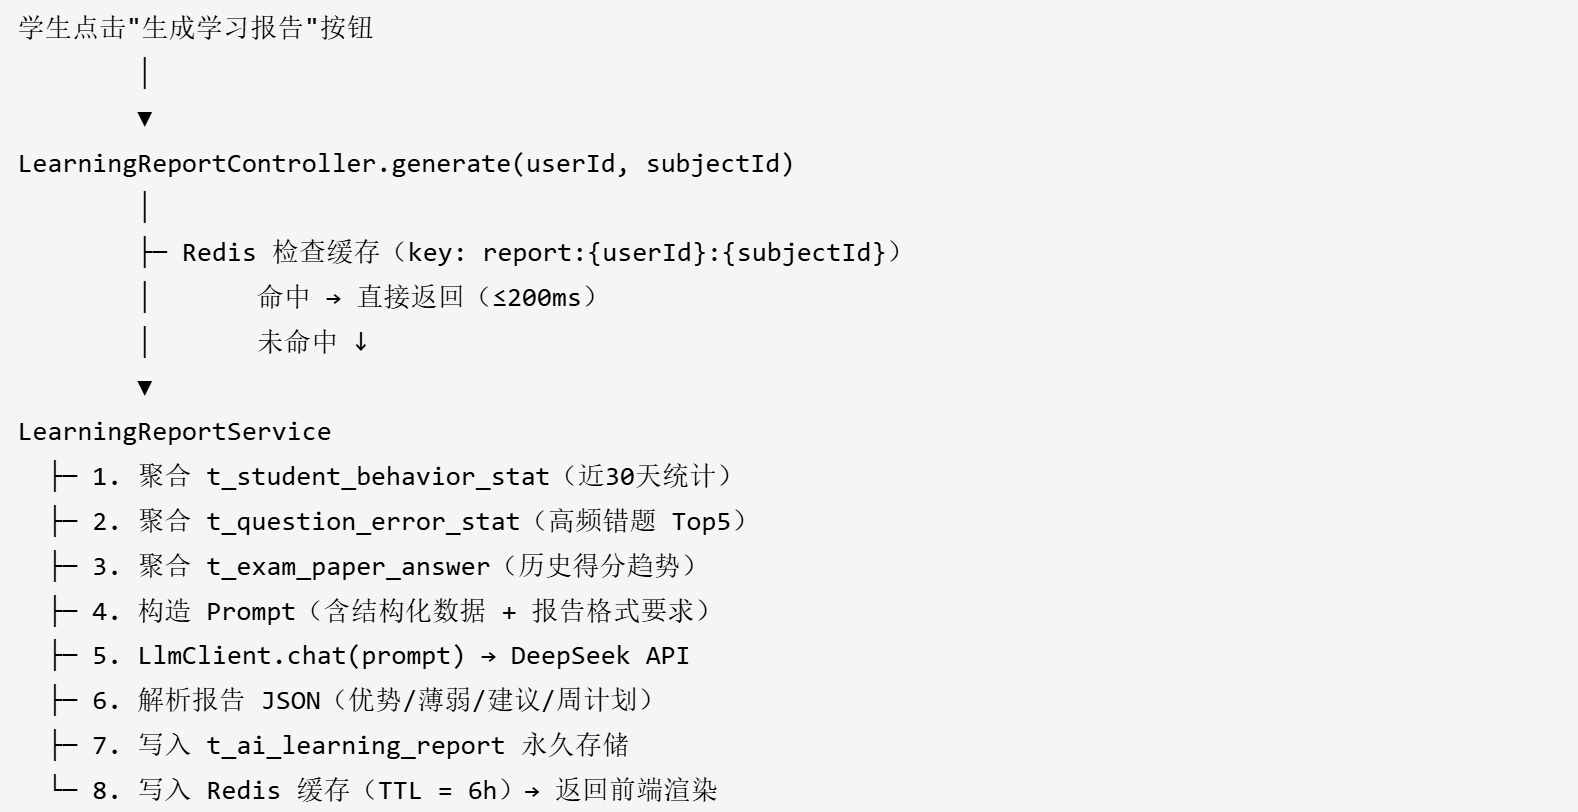 学生点击"生成学习报告"按钮
│
▼
LearningReportController.generate(userId, subjectId)
│
├─ Redis 检查缓存（key: report:{userId}:{subjectId}）
│ 命中 → 直接返回（≤200ms）
│ 未命中 ↓
▼
LearningReportService
├─ 1. 聚合 t_student_behavior_stat（近30天统计）
├─ 2. 聚合 t_question_error_stat（高频错题 Top5）
├─ 3. 聚合 t_exam_paper_answer（历史得分趋势）
├─ 4. 构造 Prompt（含结构化数据 + 报告格式要求）
├─ 5. LlmClient.chat(prompt) → DeepSeek API
├─ 6. 解析报告 JSON（优势/薄弱/建议/周计划）
├─ 7. 写入 t_ai_learning_report 永久存储
└─ 8. 写入 Redis 缓存（TTL = 6h）→ 返回前端渲染